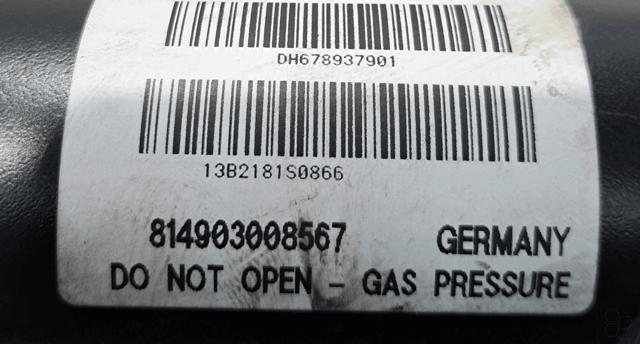 DH678937901
13B2181S0866
814903008567 GERMANY
DO NOT OPEN - GAS PRESSURE